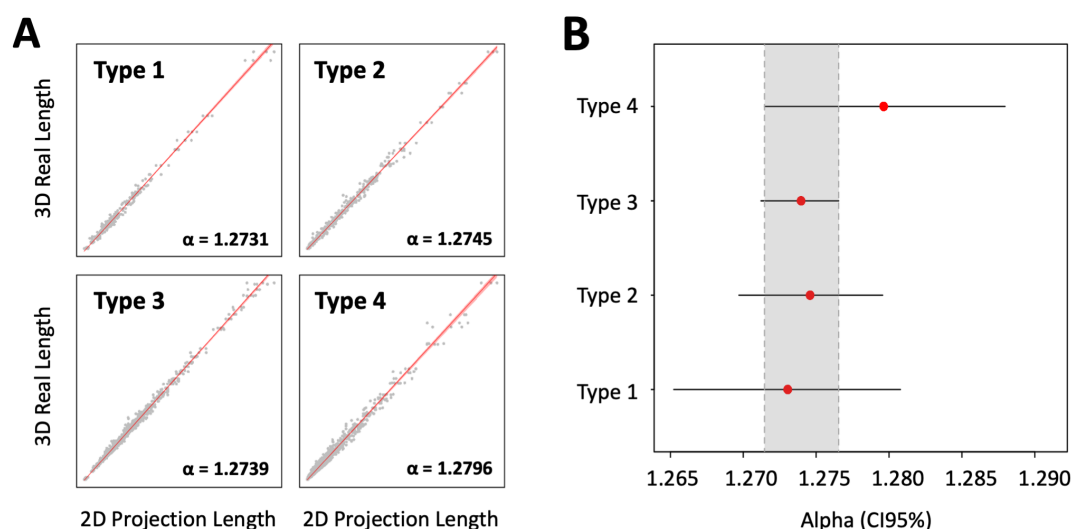 A
Type 1
α = 1.2731
Type 2
α = 1.2745
3D Real Length
Type 3
α = 1.2739
Type 4
α = 1.2796
3D Real Length
2D Projection Length
2D Projection Length
B
Type 4
Type 3
Type 2
Type 1
1.265 1.270 1.275 1.280 1.285 1.290
Alpha (CI95%)